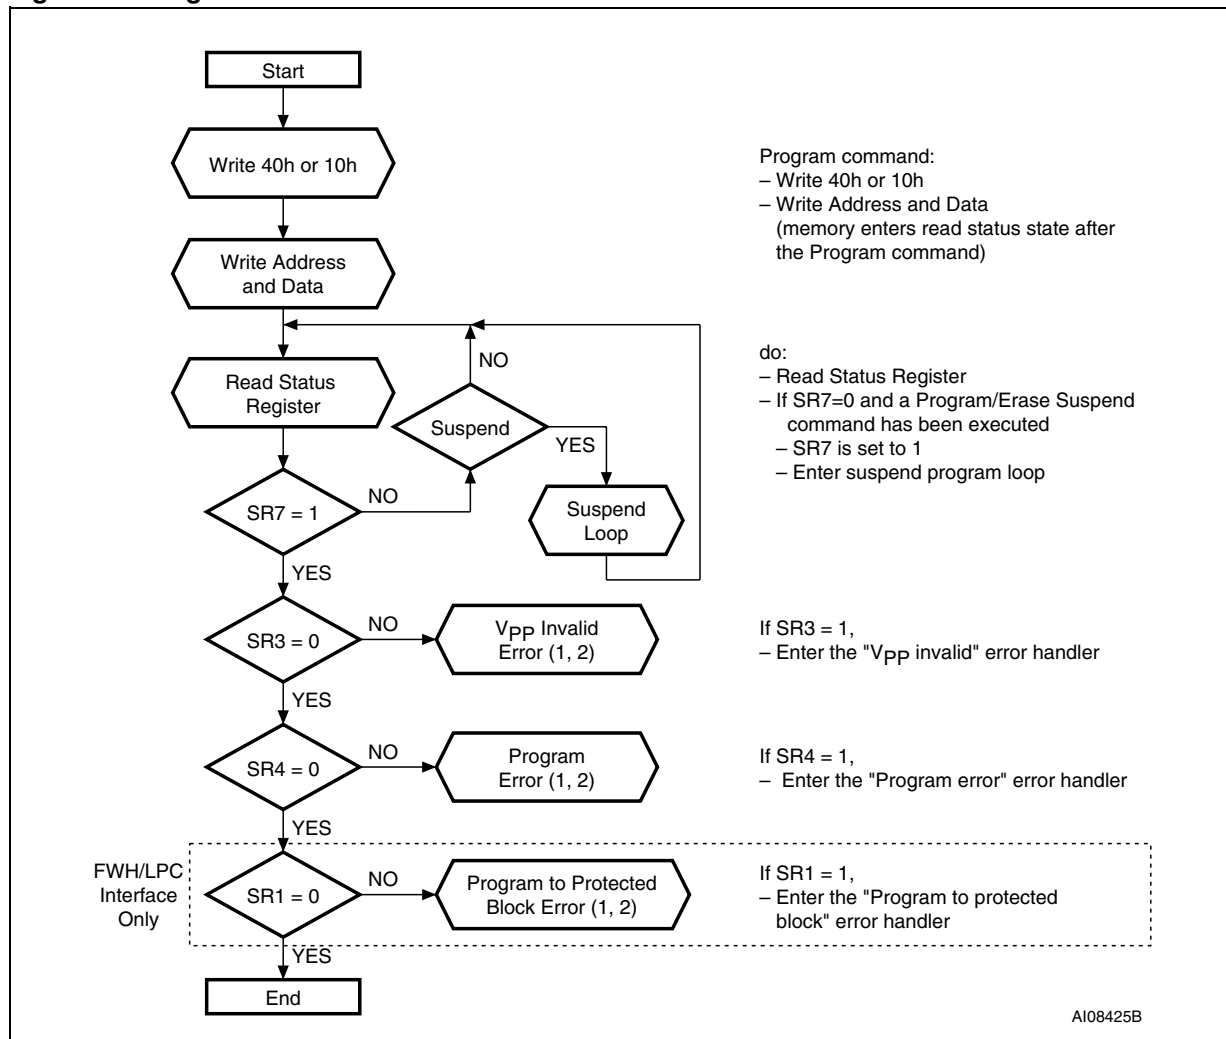 Start
Write 40h or 10h
Program command:
– Write 40h or 10h
– Write Address and Data
(memory enters read status state after
the Program command)
Write Address
and Data
NO
do:
– Read Status Register
– If SR7=0 and a Program/Erase Suspend
command has been executed
– SR7 is set to 1
– Enter suspend program loop
Read Status
Register
Suspend
YES
SR7 = 1
NO
Suspend
Loop
YES
SR3 = 0
NO
VPP Invalid
Error (1, 2)
If SR3 = 1,
– Enter the "VPP invalid" error handler
YES
SR4 = 0
NO
Program
Error (1, 2)
If SR4 = 1,
– Enter the "Program error" error handler
YES
FWH/LPC
Interface
Only
SR1 = 0
NO
Program to Protected
Block Error (1, 2)
If SR1 = 1,
– Enter the "Program to protected
block" error handler
YES
End
AI08425B